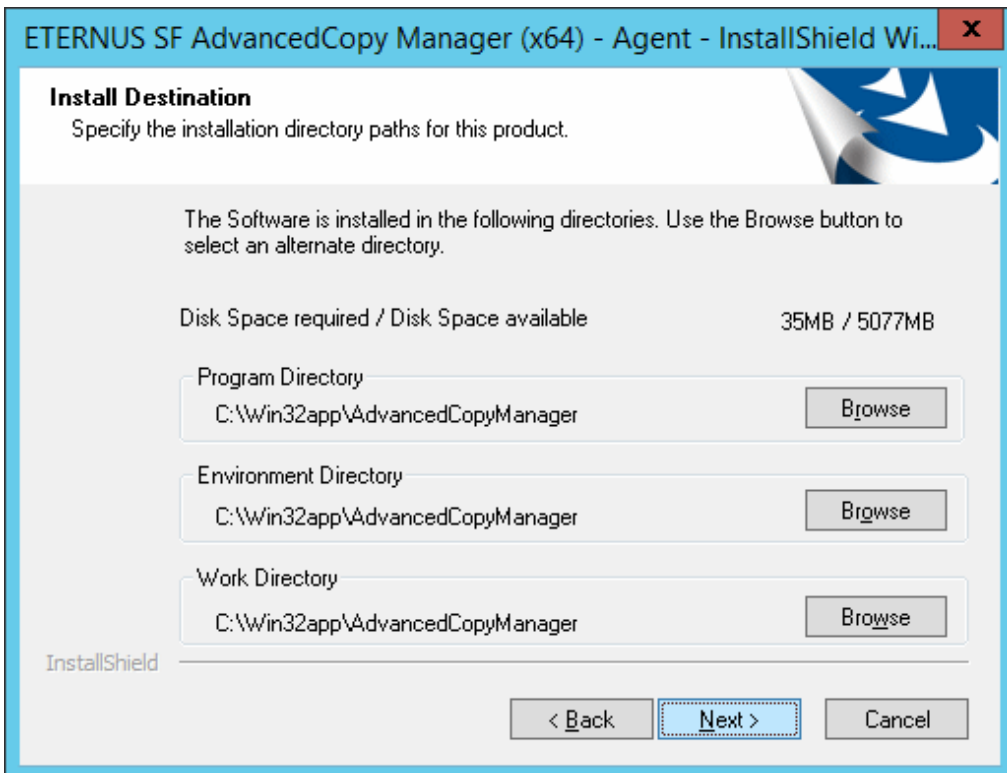 ETERNUS SF AdvancedCopy Manager (x64) - Agent - InstallShield Wi...
x
Install Destination
Specify the installation directory paths for this product.
The Software is installed in the following directories. Use the Browse button to
select an alternate directory.
Disk Space required / Disk Space available 35MB / 5077MB
Program Directory
C:\Win32app\AdvancedCopyManager Browse
Environment Directory
C:\Win32app\AdvancedCopyManager Browse
Work Directory
C:\Win32app\AdvancedCopyManager Browse
InstallShield
< Back Next > Cancel